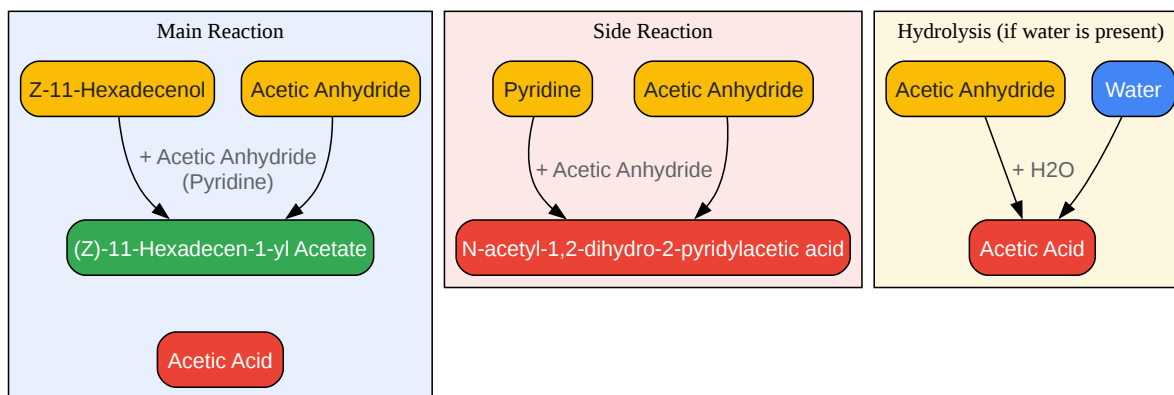 Main Reaction
Z-11-Hexadecenol
Acetic Anhydride
+ Acetic Anhydride
(Pyridine)
(Z)-11-Hexadecen-1-yl Acetate
Acetic Acid
Side Reaction
Pyridine
Acetic Anhydride
+ Acetic Anhydride
N-acetyl-1,2-dihydro-2-pyridylacetic acid
Hydrolysis (if water is present)
Acetic Anhydride
Water
+ H2O
Acetic Acid